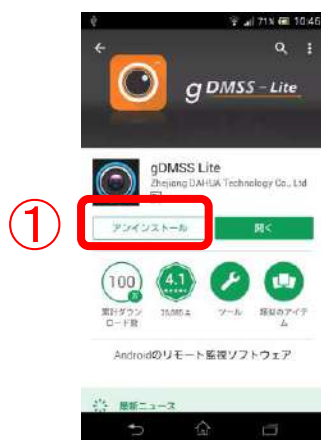 71% 10:46
gDMSS - Lite
gDMSS Lite
Zhejiang DAHUA Technology Co., Ltd
①
アンインストール
開く
100
万
4.1
累計ダウン
ロード数
ツール
類似のアイテ
ム
Androidのリモート監視ソフトウェア
最新ニュース